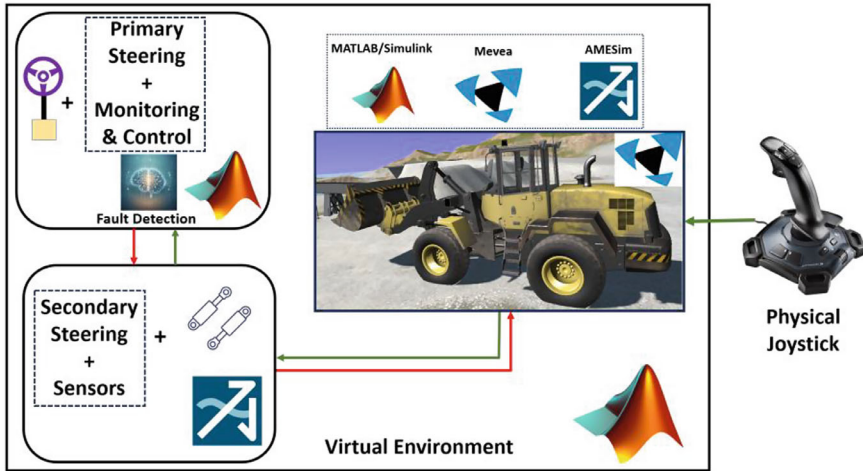 Primary
Steering
+
Monitoring
& Control
+
Fault Detection
MATLAB/Simulink
Mevea
AMESim
Secondary
Steering
+
Sensors
+
Physical
Joystick
Virtual Environment